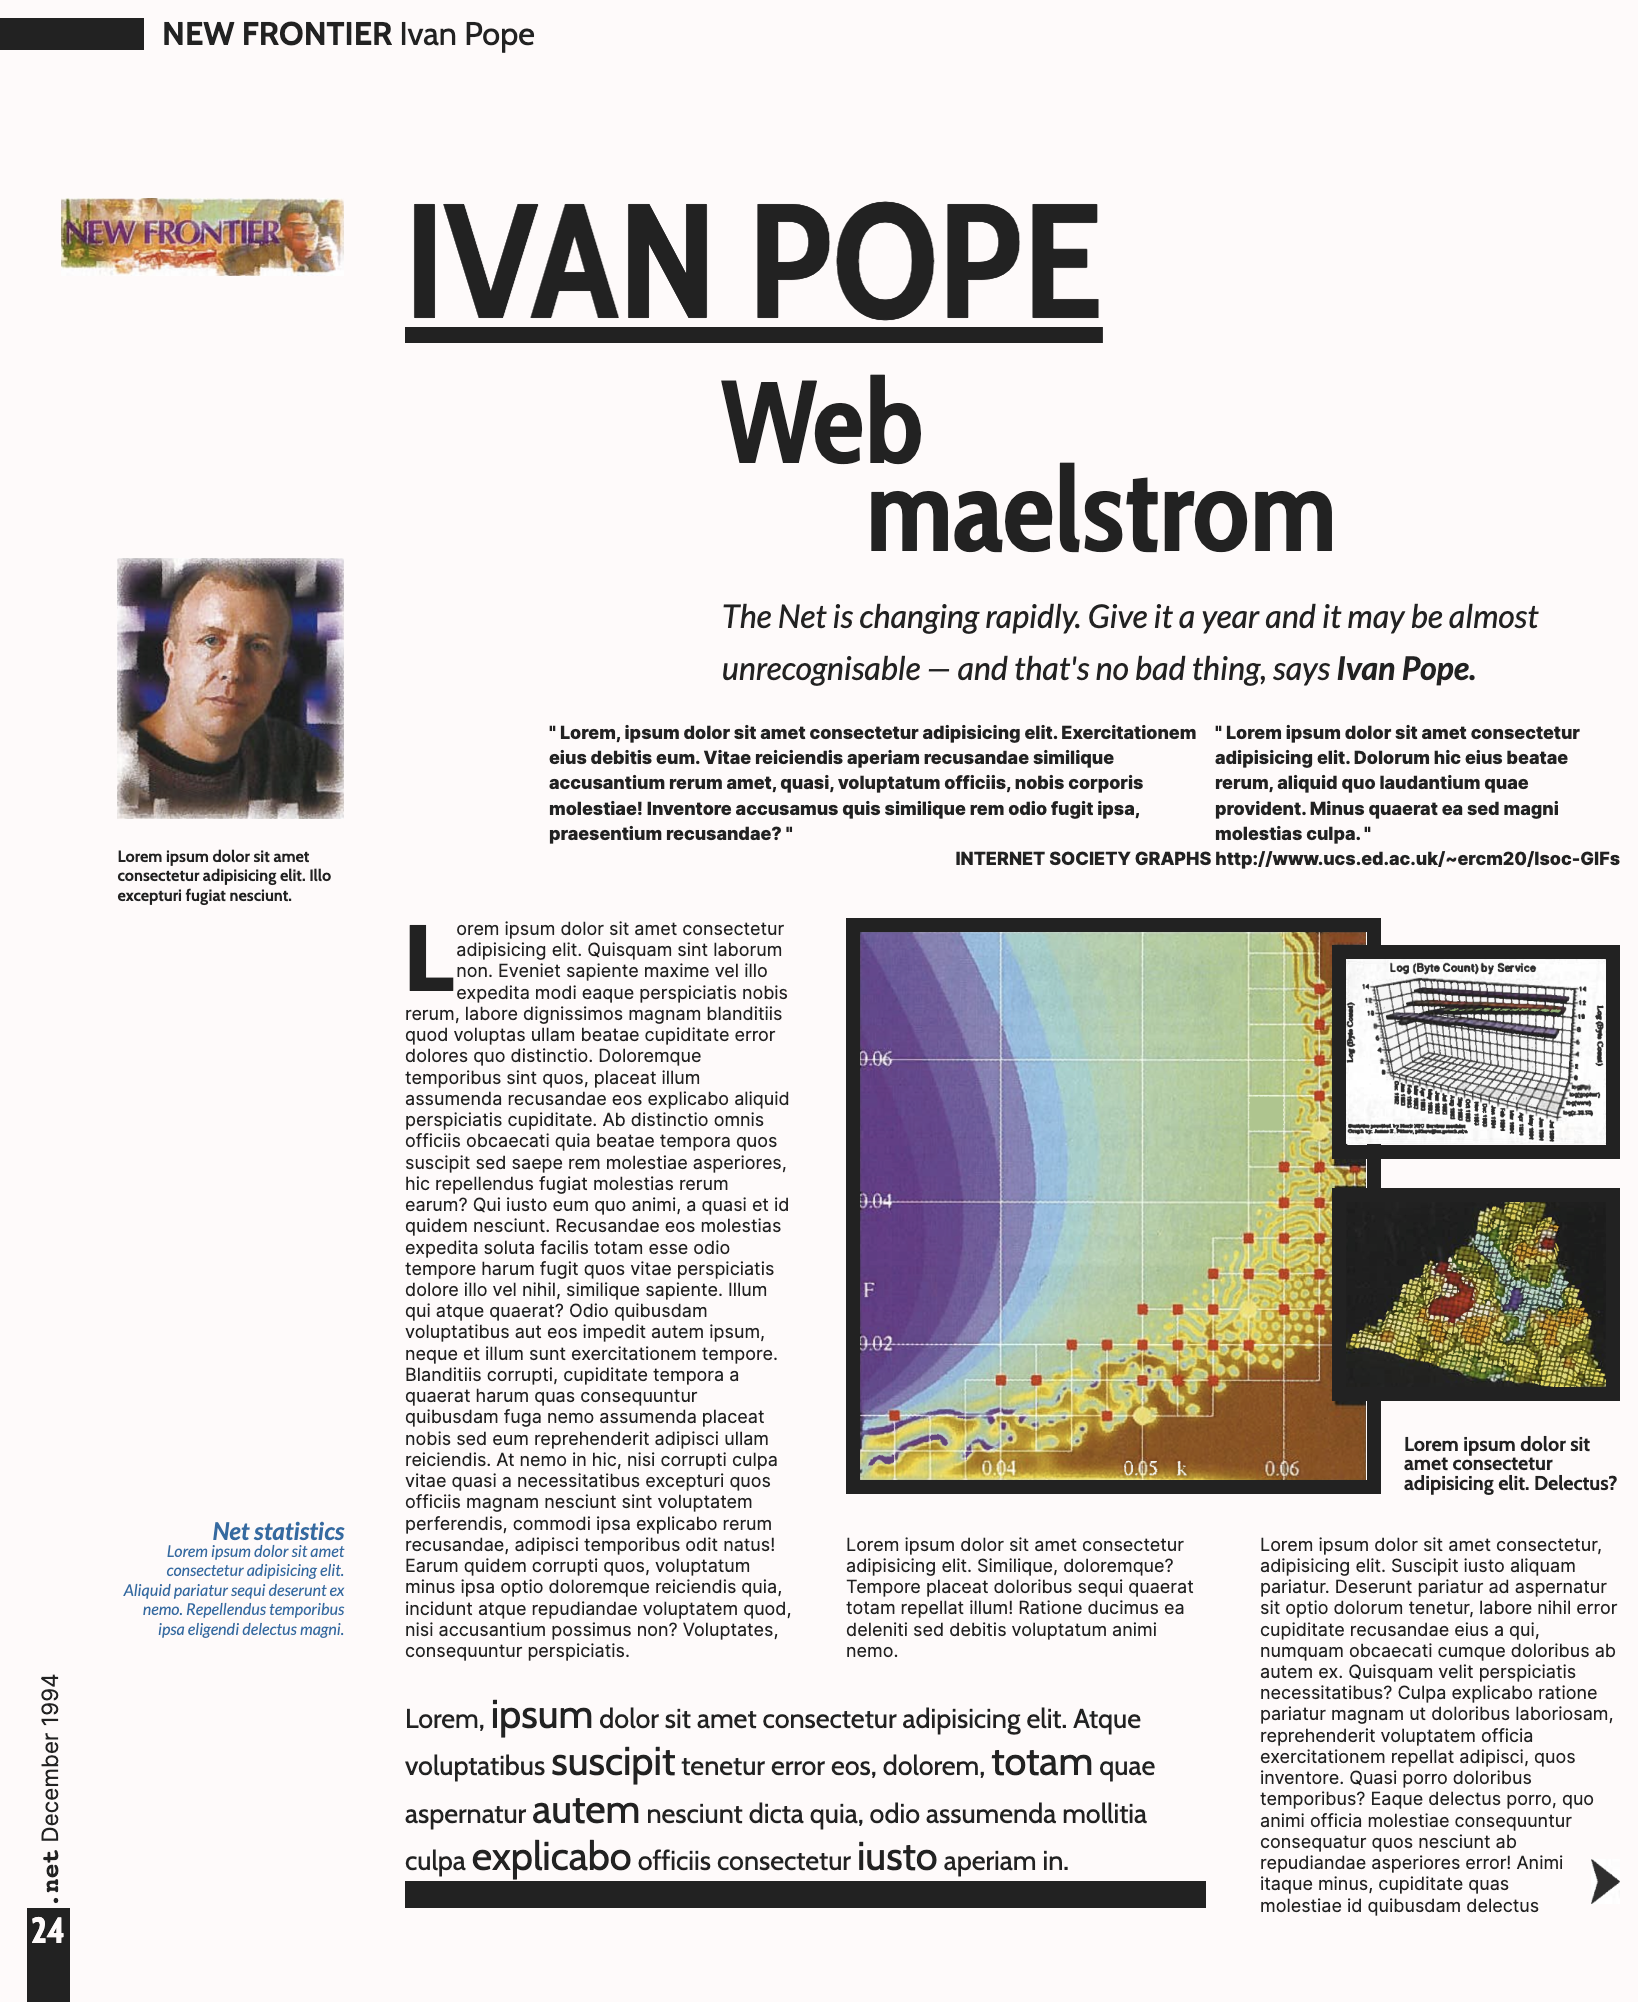 NEW FRONTIER Ivan Pope
NEW FRONTIER
IVAN POPE
Web
maelstrom
The Net is changing rapidly. Give it a year and it may be almost
unrecognisable — and that's no bad thing, says Ivan Pope.
" Lorem, ipsum dolor sit amet consectetur adipisicing elit. Exercitationem
eius debitis eum. Vitae reiciendis aperiam recusandae similique
accusantium rerum amet, quasi, voluptatum officiis, nobis corporis
molestiae! Inventore accusamus quis similique rem odio fugit ipsa,
praesentium recusandae? "
INTERNET SOCIETY GRAPHS
" Lorem ipsum dolor sit amet consectetur
adipisicing elit. Dolorum hic eius beatae
rerum, aliquid quo laudantium quae
provident. Minus quaerat ea sed magni
molestias culpa. "
http://www.ucs.ed.ac.uk/~ercm20/Isoc-GIFs
Lorem ipsum dolor sit amet
consectetur adipisicing elit. Illo
excepturi fugiat nesciunt.
Lorem ipsum dolor sit amet consectetur
adipisicing elit. Quisquam sint laborum
non. Eveniet sapiente maxime vel illo
expedita modi eaque perspiciatis nobis
rerum, labore dignissimos magnam blanditiis
quod voluptas ullam beatae cupiditate error
dolores quo distinctio. Doloremque
temporibus sint quos, placeat illum
assumenda recusandae eos explicabo aliquid
perspiciatis cupiditate. Ab distinctio omnis
officiis obcaecati quia beatae tempora quos
suscipit sed saepe rem molestiae asperiores,
hic repellendus fugiat molestias rerum
earum? Qui iusto eum quo animi, a quasi et id
quidem nesciunt. Recusandae eos molestias
expedita soluta facilis totam esse odio
tempore harum fugit quos vitae perspiciatis
dolore illo vel nihil, similique sapiente. Illum
qui atque quaerat? Odio quibusdam
voluptatibus aut eos impedit autem ipsum,
neque et illum sunt exercitationem tempore.
Blanditiis corrupti, cupiditate tempora a
quaerat harum quas consequuntur
quibusdam fuga nemo assumenda placeat
nobis sed eum reprehenderit adipisci ullam
reiciendis. At nemo in hic, nisi corrupti culpa
vitae quasi a necessitatibus excepturi quos
officiis magnam nesciunt sint voluptatem
perferendis, commodi ipsa explicabo rerum
recusandae, adipisci temporibus odit natus!
Earum quidem corrupti quos, voluptatum
minus ipsa optio doloremque reiciendis quia,
incidunt atque repudiandae voluptatem quod,
nisi accusantium possimus non? Voluptates,
consequuntur perspiciatis.
0.06
0.04
F
0.02
0.04 0.05 k 0.06
Log (Byte Count) by Service
Log (Byte Count)
Log (Byte Count)
Lorem ipsum dolor sit
amet consectetur
adipisicing elit. Delectus?
Net statistics
Lorem ipsum dolor sit amet
consectetur adipisicing elit.
Aliquid pariatur sequi deserunt ex
nemo. Repellendus temporibus
ipsa eligendi delectus magni.
Lorem ipsum dolor sit amet consectetur
adipisicing elit. Similique, doloremque?
Tempore placeat doloribus sequi quaerat
totam repellat illum! Ratione ducimus ea
deleniti sed debitis voluptatum animi
nemo.
Lorem ipsum dolor sit amet consectetur,
adipisicing elit. Suscipit iusto aliquam
pariatur. Deserunt pariatur ad aspernatur
sit optio dolorum tenetur, labore nihil error
cupiditate recusandae eius a qui,
numquam obcaecati cumque doloribus ab
autem ex. Quisquam velit perspiciatis
necessitatibus? Culpa explicabo ratione
pariatur magnam ut doloribus laboriosam,
reprehenderit voluptatem officia
exercitationem repellat adipisci, quos
inventore. Quasi porro doloribus
temporibus? Eaque delectus porro, quo
animi officia molestiae consequuntur
consequatur quos nesciunt ab
repudiandae asperiores error! Animi
itaque minus, cupiditate quas
molestiae id quibusdam delectus
Lorem, ipsum dolor sit amet consectetur adipisicing elit. Atque
voluptatibus suscipit tenetur error eos, dolorem, totam quae
aspernatur autem nesciunt dicta quia, odio assumenda mollitia
culpa explicabo officiis consectetur iusto aperiam in.
.net December 1994
24